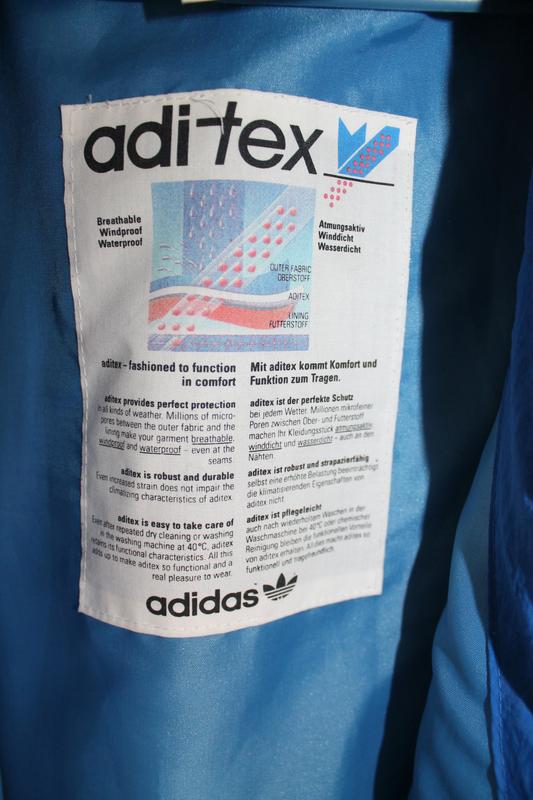 aditex
Breathable
Windproof
Waterproof
Atmungsaktiv
Winddicht
Wasserdicht
OUTER FABRIC
OBERSTOFF
ADITEX
LINING
FUTTERSTOFF
aditex – fashioned to function
in comfort
aditex provides perfect protection
in all kinds of weather. Millions of micro-
pores between the outer fabric and the
lining make your garment breathable,
windproof and waterproof – even at the
seams.
aditex is robust and durable
Even increased strain does not impair the
climatizing characteristics of aditex.
aditex is easy to take care of
Even after repeated dry cleaning or washing
in the washing machine at 40°C, aditex
retains its functional characteristics. All this
adds up to make aditex so functional and a
real pleasure to wear.
Mit aditex kommt Komfort und
Funktion zum Tragen.
aditex ist der perfekte Schutz
bei jedem Wetter. Millionen mikrofeiner
Poren zwischen Ober- und Futterstoff
machen Ihr Kleidungsstück atmungsaktiv,
winddicht und wasserdicht – auch an den
Nähten.
aditex ist robust und strapazierfähig
selbst eine erhöhte Belastung beeinträchtigt
die klimatisierenden Eigenschaften von
aditex nicht.
aditex ist pflegeleicht
auch nach wiederholtem Waschen in der
Waschmaschine bei 40°C oder chemischer
Reinigung bleiben die funktionellen Vorteile
von aditex erhalten. All dies macht aditex so
funktionell und tragefreundlich.
adidas